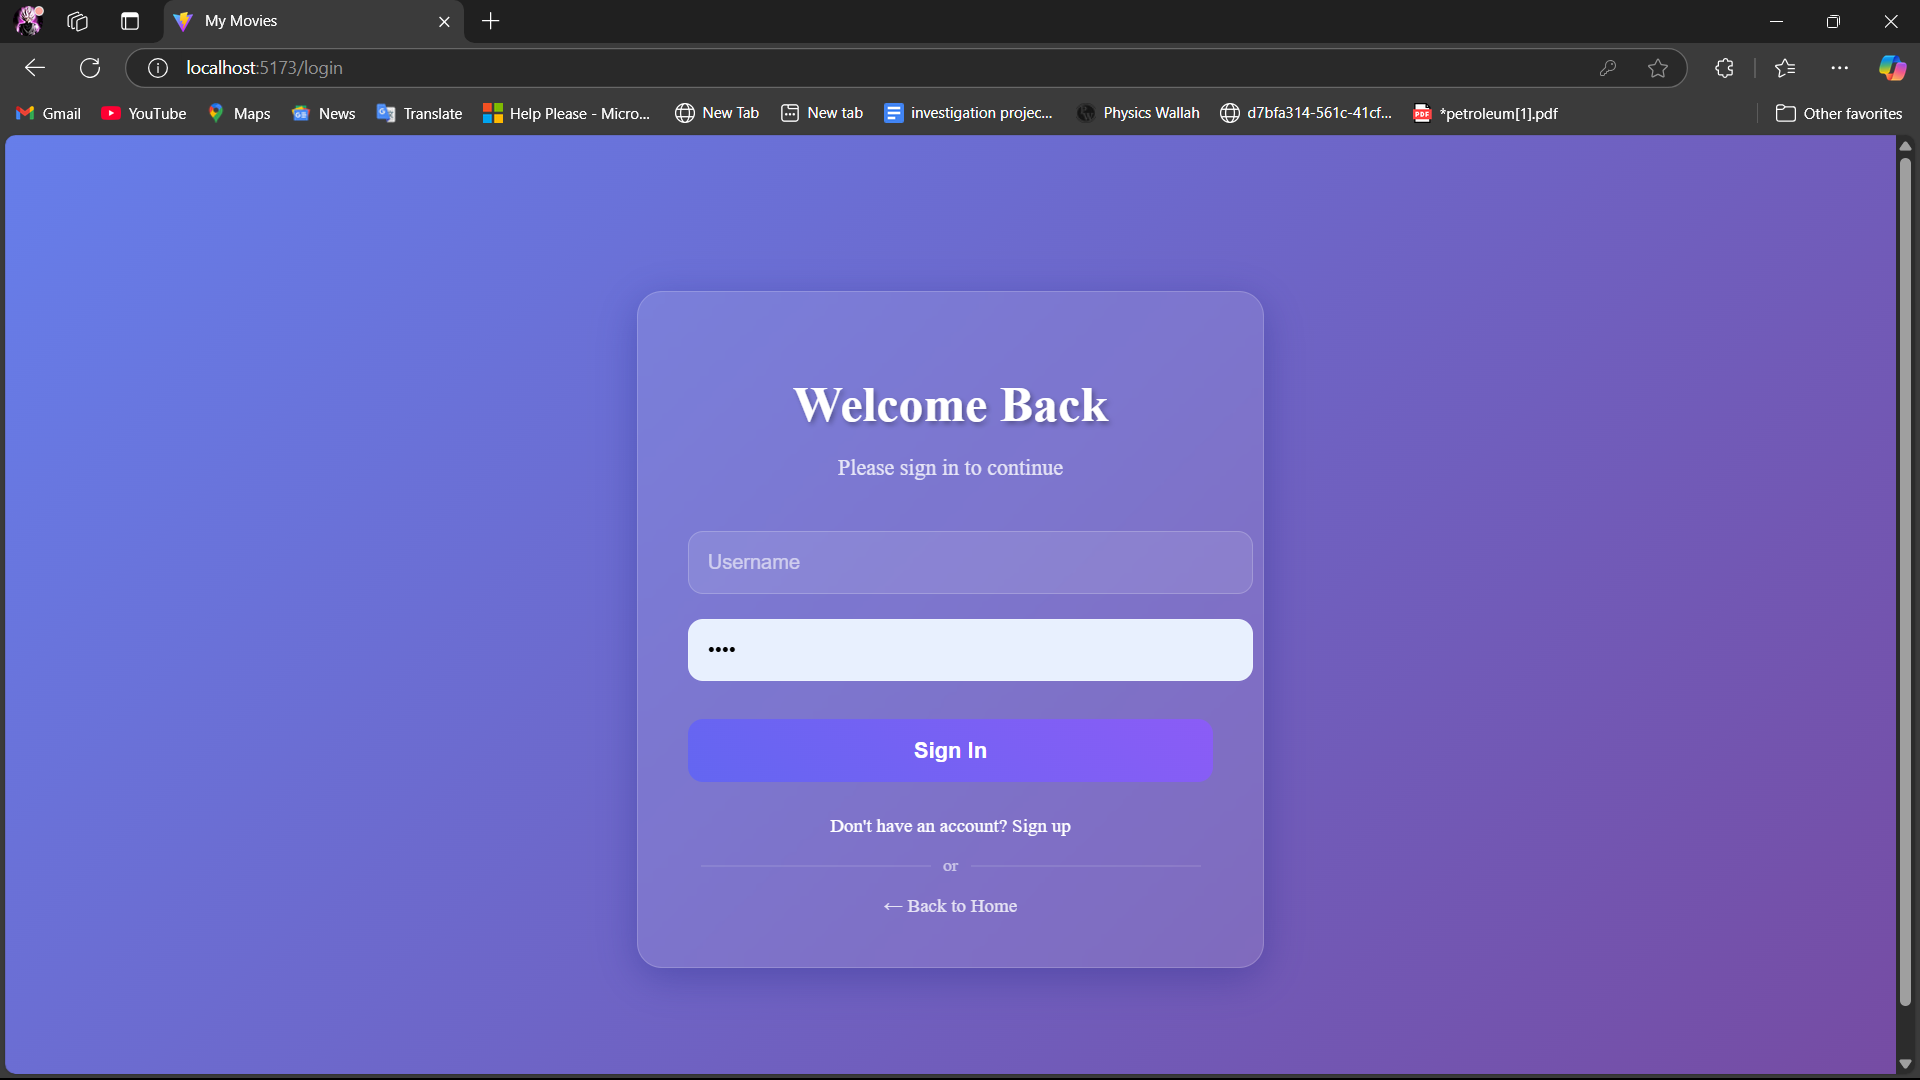 My Movies
localhost:5173/login
Gmail YouTube Maps News Translate Help Please - Micro... New Tab New tab investigation projec... Physics Wallah d7bfa314-561c-41cf... *petroleum[1].pdf Other favorites
Welcome Back
Please sign in to continue
Username
••••
Sign In
Don't have an account? Sign up
or
← Back to Home